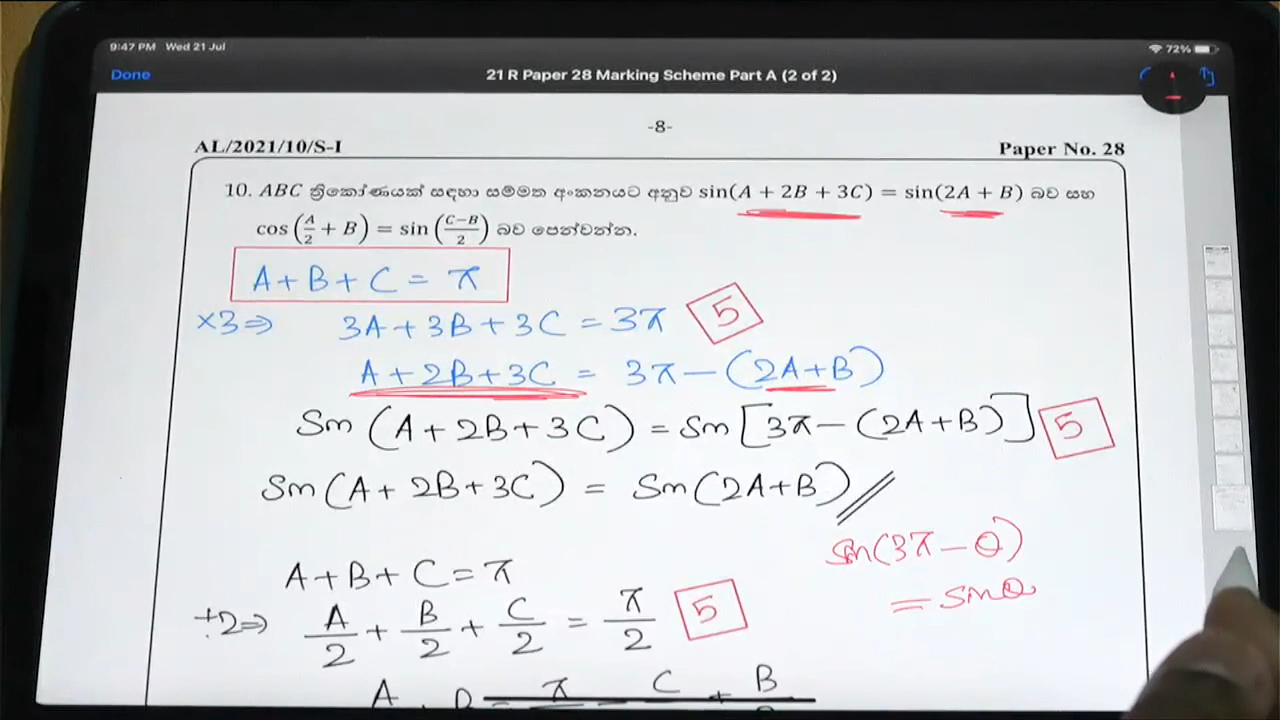 9:47 PM Wed 21 Jul
72%
Done
21 R Paper 28 Marking Scheme Part A (2 of 2)
-8-
AL/2021/10/S-I
Paper No. 28
10. ABC ත්‍රිකෝණයක් සඳහා සම්මත අංකනයට අනුව sin(A + 2B + 3C) = sin(2A + B) බව සහ
cos(A/2 + B) = sin((C−B)/2) බව පෙන්වන්න.
A+B+C = π
×3⇒ 3A+3B+3C = 3π 5
A+2B+3C = 3π−(2A+B)
Sin(A+2B+3C) = Sin[3π−(2A+B)] 5
Sin(A+2B+3C) = Sin(2A+B)//
Sin(3π−θ)
= sinθ
A+B+C=π
÷2⇒ A/2 + B/2 + C/2 = π/2 5